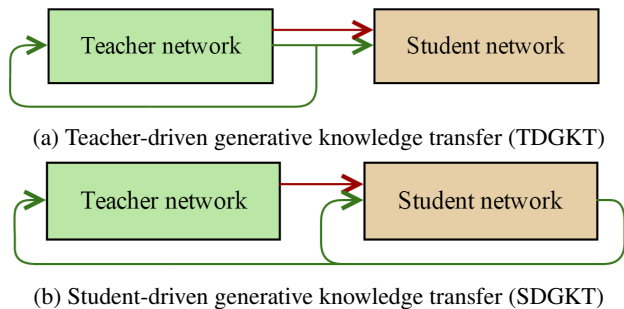 Teacher network Student network
(a) Teacher-driven generative knowledge transfer (TDGKT)
Teacher network Student network
(b) Student-driven generative knowledge transfer (SDGKT)